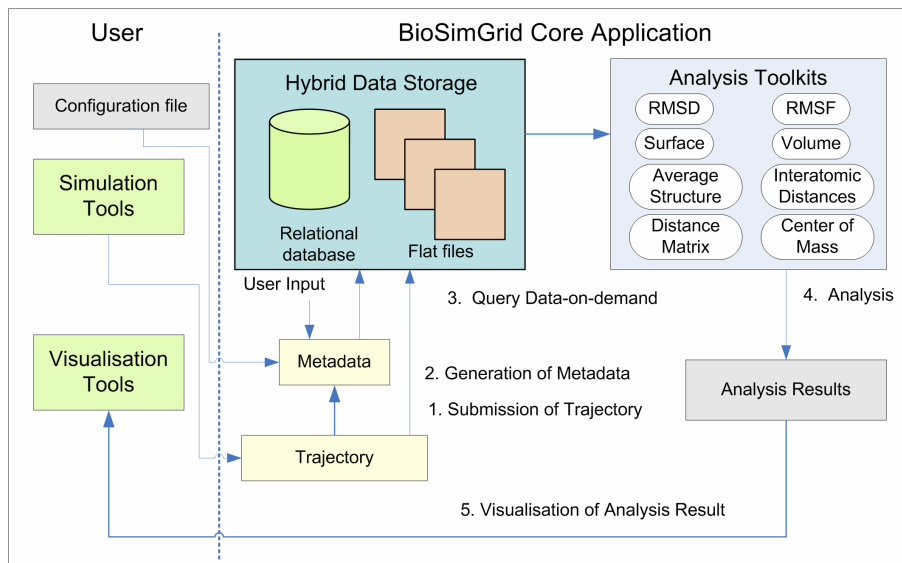 User
BioSimGrid Core Application
Configuration file
Simulation
Tools
Visualisation
Tools
Hybrid Data Storage
Relational
database
Flat files
Analysis Toolkits
RMSD
RMSF
Surface
Volume
Average
Structure
Interatomic
Distances
Distance
Matrix
Center of
Mass
User Input
3. Query Data-on-demand
4. Analysis
Metadata
2. Generation of Metadata
1. Submission of Trajectory
Analysis Results
Trajectory
5. Visualisation of Analysis Result